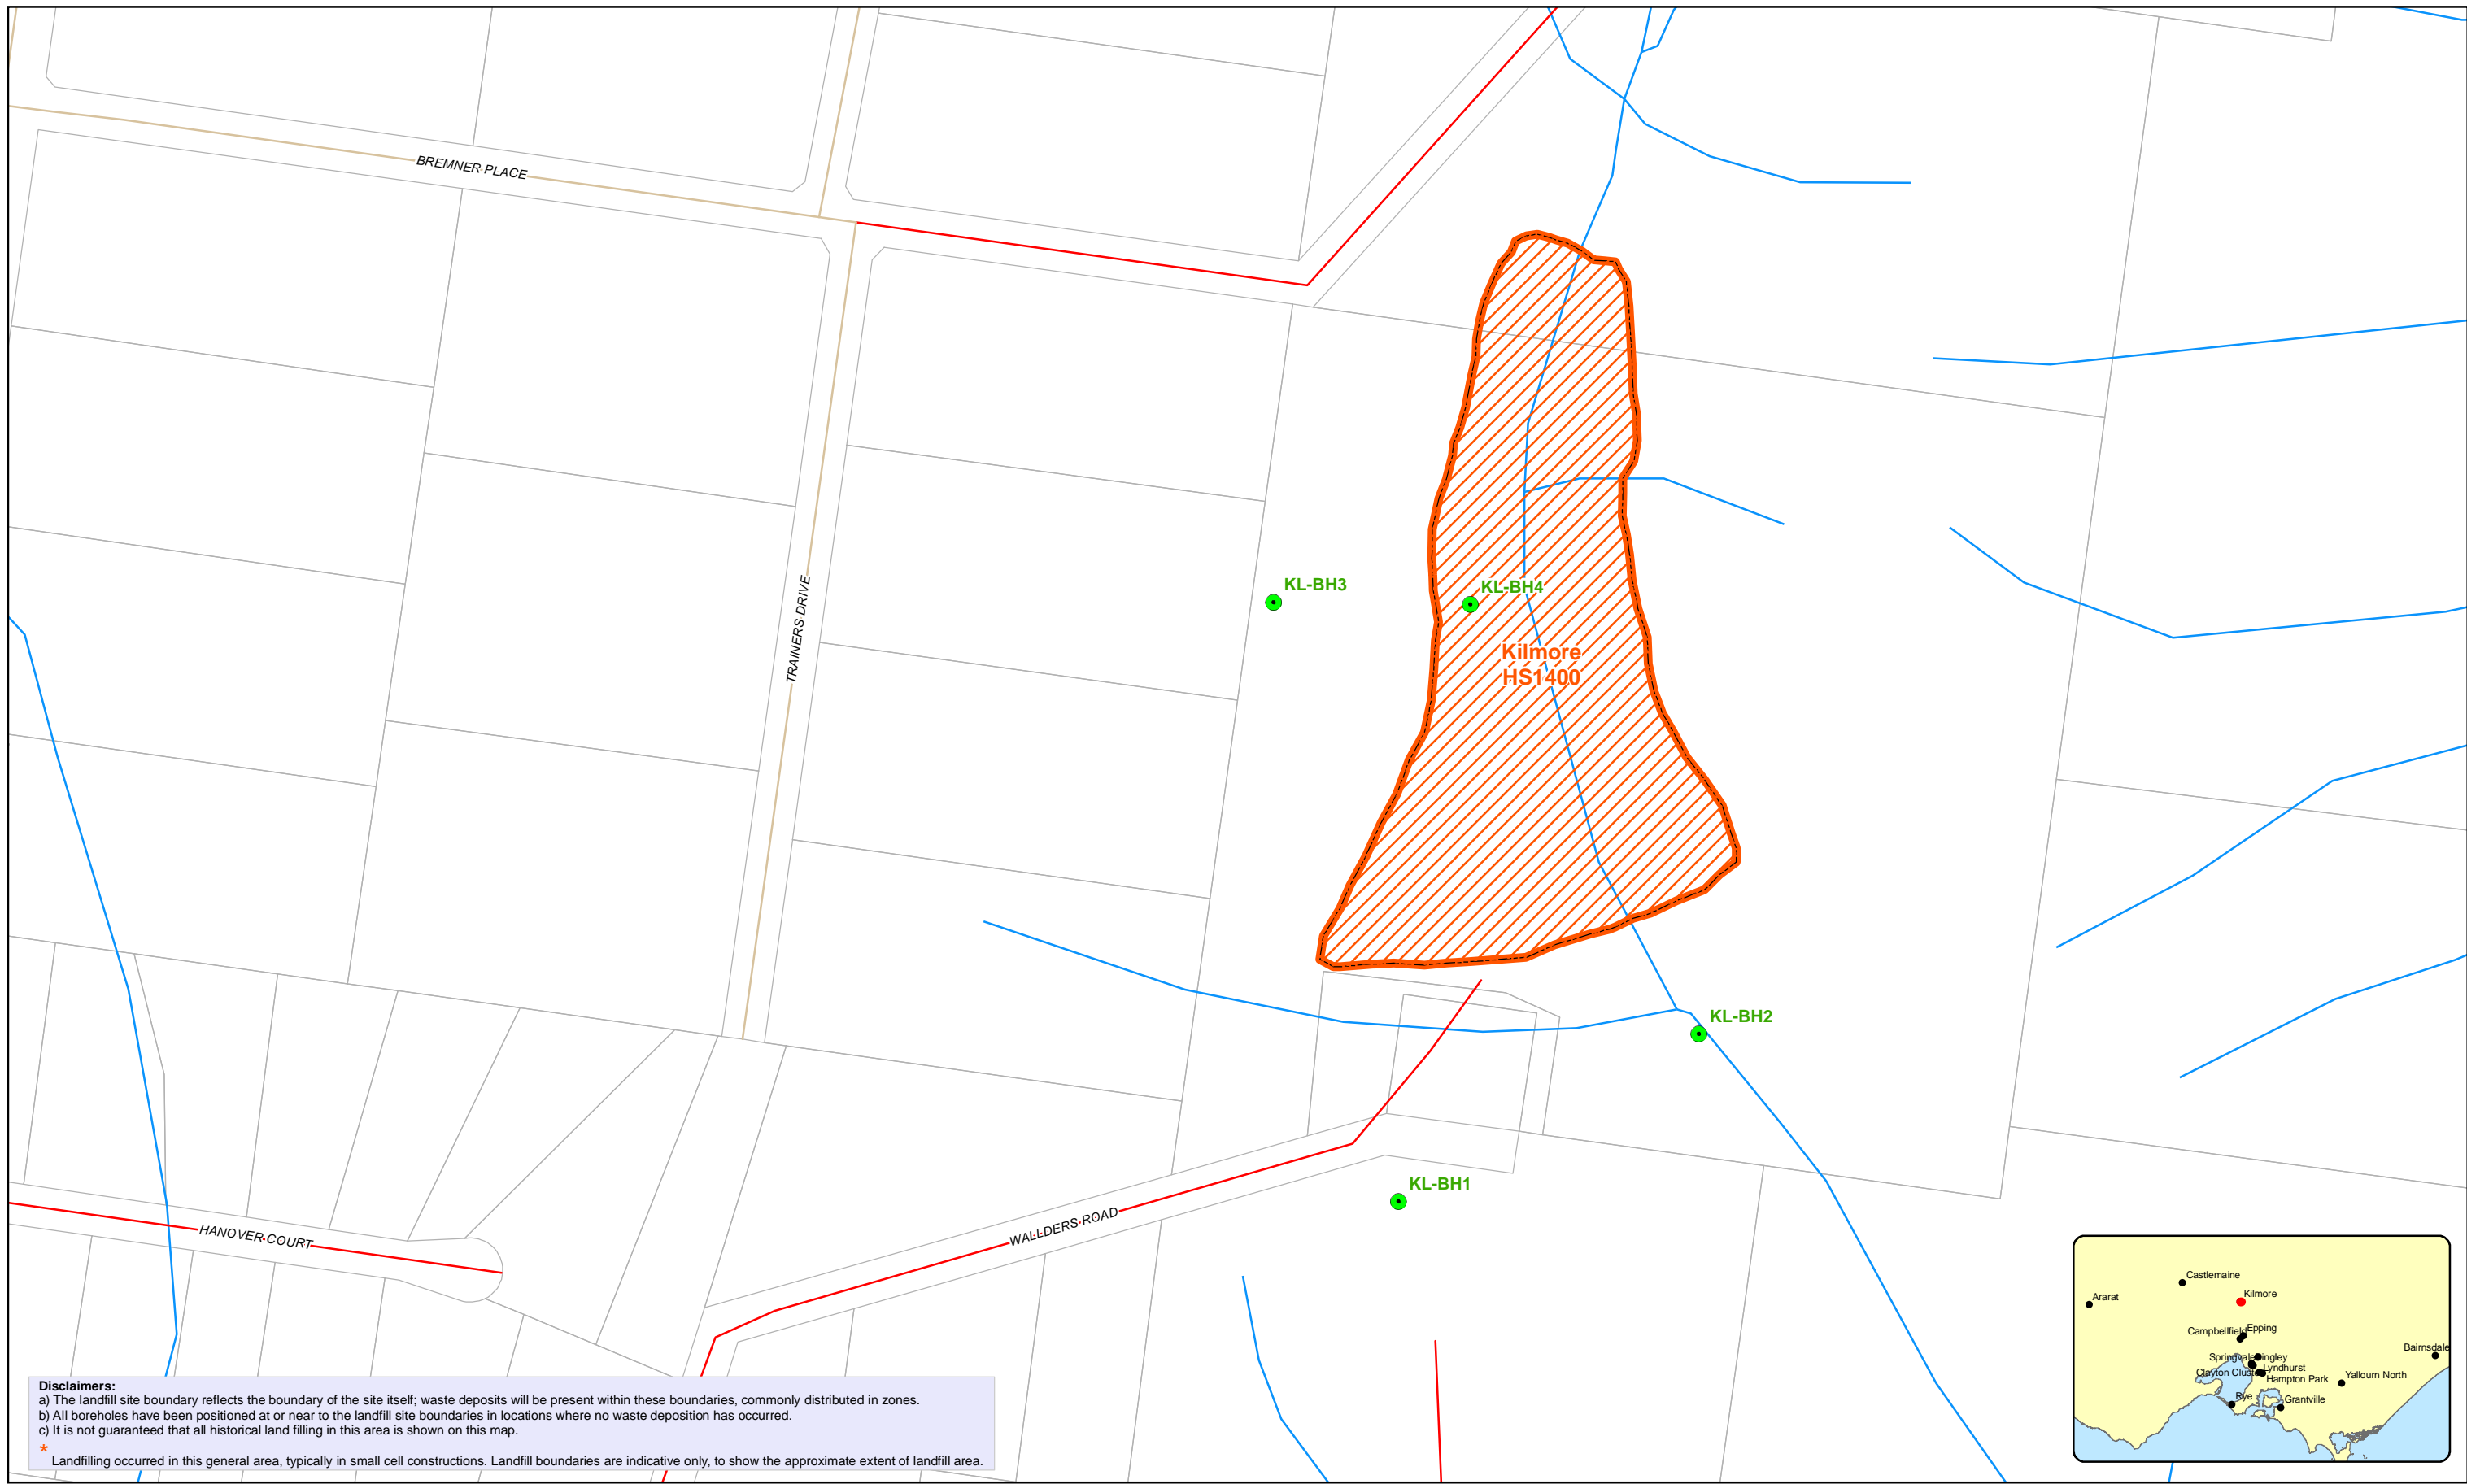 BREMNER PLACE
TRAINERS DRIVE
KL-BH3
KL-BH4
Kilmore
HS1400
KL-BH2
KL-BH1
HANOVER COURT
WALLDERS ROAD
Disclaimers:
a) The landfill site boundary reflects the boundary of the site itself; waste deposits will be present within these boundaries, commonly distributed in zones.
b) All boreholes have been positioned at or near to the landfill site boundaries in locations where no waste deposition has occurred.
c) It is not guaranteed that all historical land filling in this area is shown on this map.
*
Landfilling occurred in this general area, typically in small cell constructions. Landfill boundaries are indicative only, to show the approximate extent of landfill area.
Castlemaine
Ararat
Kilmore
Campbellfield
Epping
Bairnsdale
Springvale
Lyndhurst
Hampton Park
Yallourn North
Rye
Grantville